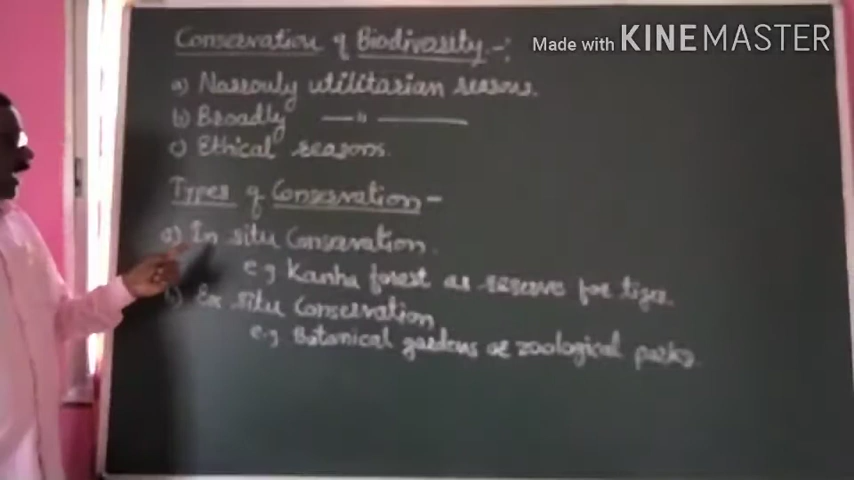 Conservation of Biodiversity -:
Made with KINEMASTER
a) Narrowly utilitarian reasons.
b) Broadly —— " ——
c) Ethical reasons.
Types of Conservation -
a) In situ Conservation.
e.g Kanha forest as reserve for tiger.
b) Ex situ Conservation
e.g Botanical gardens or zoological parks.